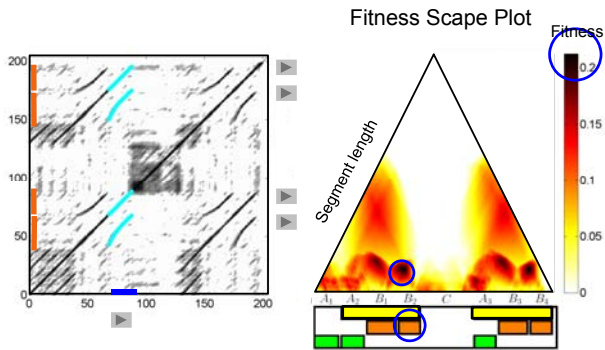 Fitness Scape Plot
Fitness
200
150
100
50
0
0 50 100 150 200
Segment length
0.2
0.15
0.1
0.05
0
A1 A2 B1 B2 C A3 B3 B4